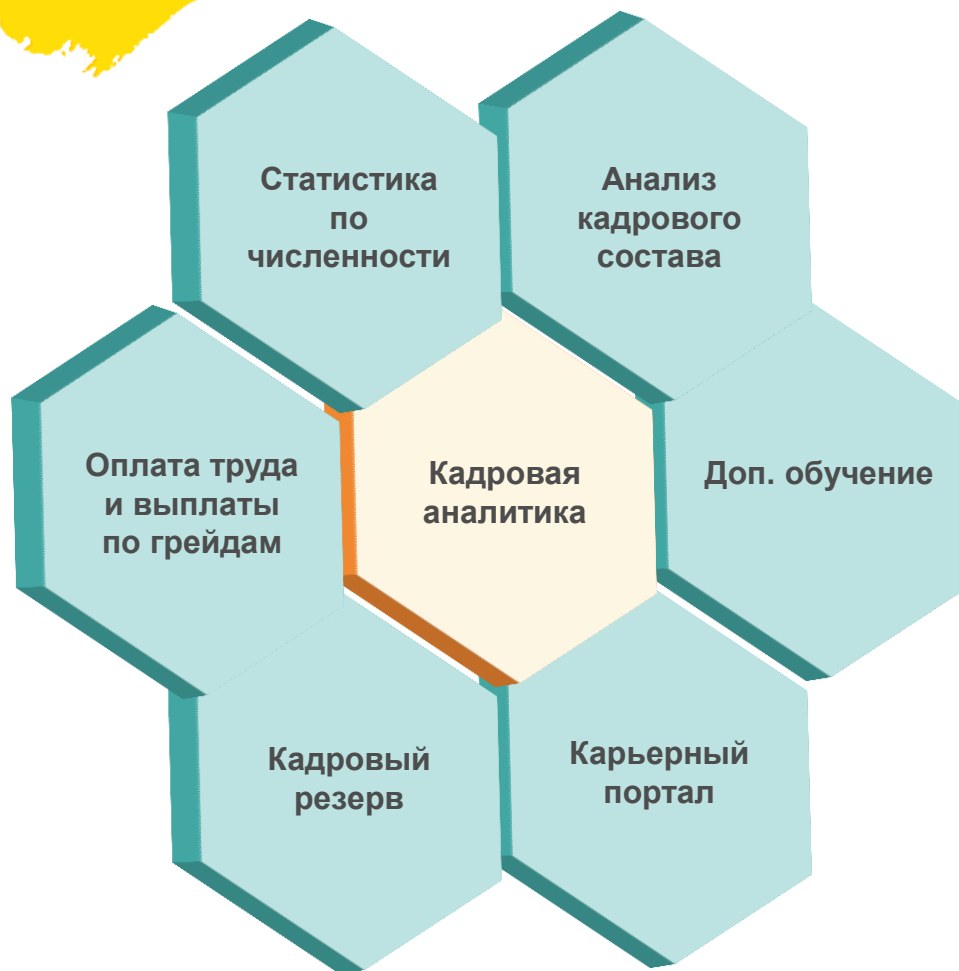 Статистика
по
численности
Анализ
кадрового
состава
Оплата труда
и выплаты
по грейдам
Кадровая
аналитика
Доп. обучение
Кадровый
резерв
Карьерный
портал